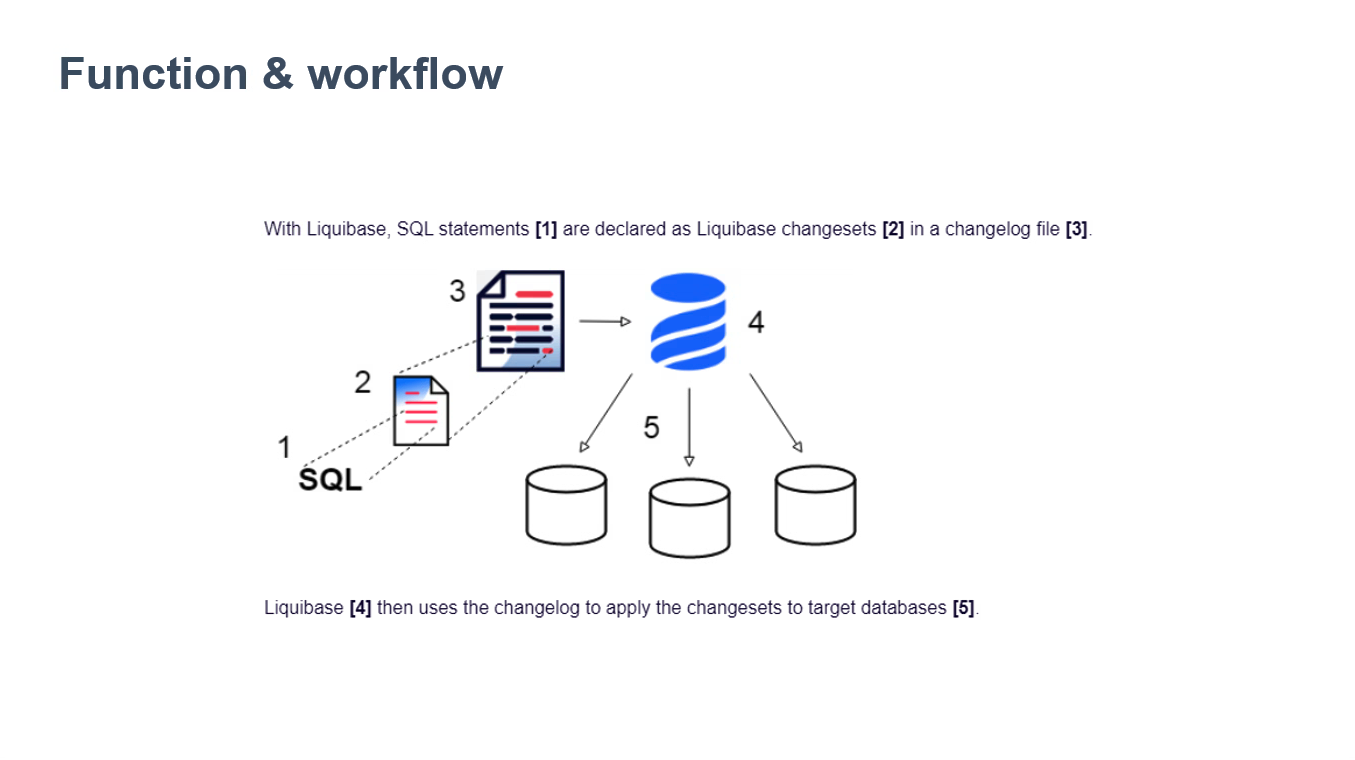 Function & workflow
With Liquibase, SQL statements [1] are declared as Liquibase changesets [2] in a changelog file [3].
3
4
2
5
1
SQL
Liquibase [4] then uses the changelog to apply the changesets to target databases [5].